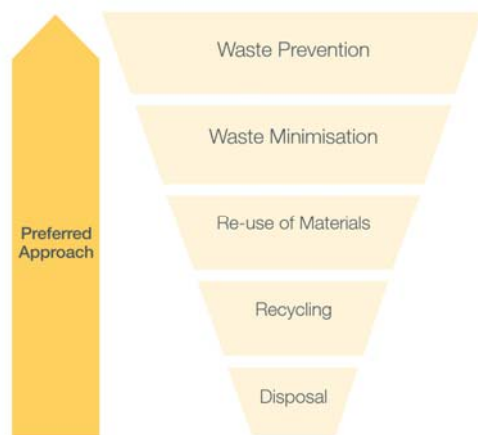 Waste Prevention
Waste Minimisation
Re-use of Materials
Preferred
Approach
Recycling
Disposal